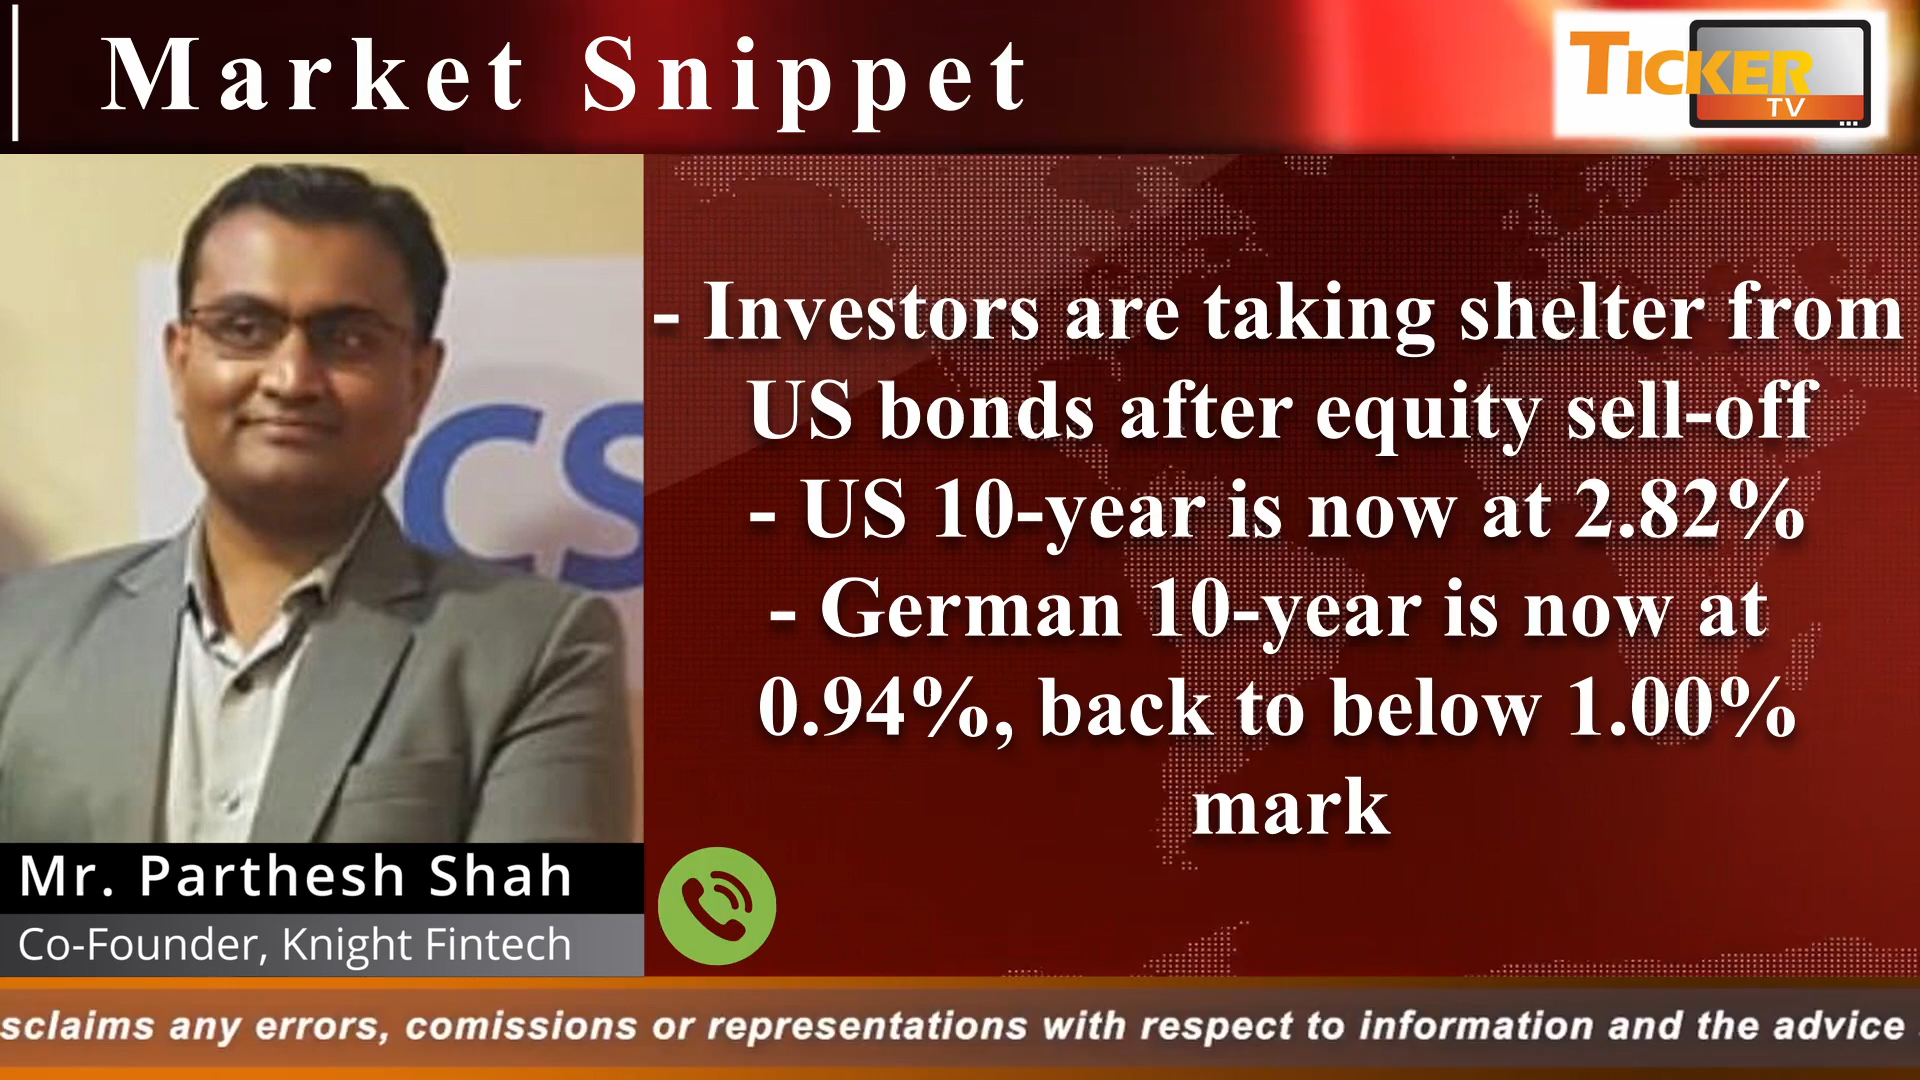 Market Snippet
TICKER
TV
- Investors are taking shelter from
US bonds after equity sell-off
- US 10-year is now at 2.82%
- German 10-year is now at
0.94%, back to below 1.00%
mark
CS
Mr. Parthesh Shah
Co-Founder, Knight Fintech
sclaims any errors, comissions or representations with respect to information and the advice